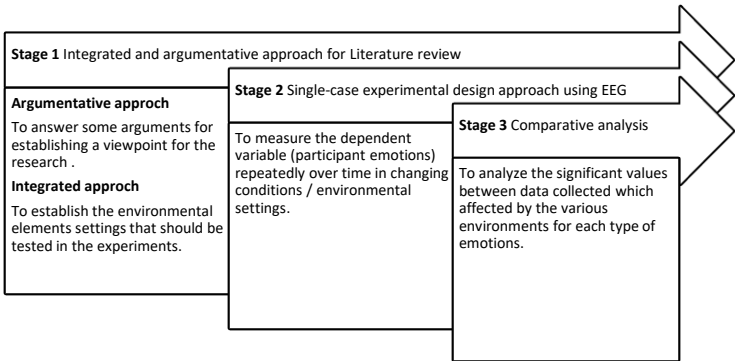 Stage 1 Integrated and argumentative approach for Literature review
Argumentative approch
To answer some arguments for
establishing a viewpoint for the
research .
Integrated approch
To establish the environmental
elements settings that should be
tested in the experiments.
Stage 2 Single-case experimental design approach using EEG
To measure the dependent
variable (participant emotions)
repeatedly over time in changing
conditions / environmental
settings.
Stage 3 Comparative analysis
To analyze the significant values
between data collected which
affected by the various
environments for each type of
emotions.